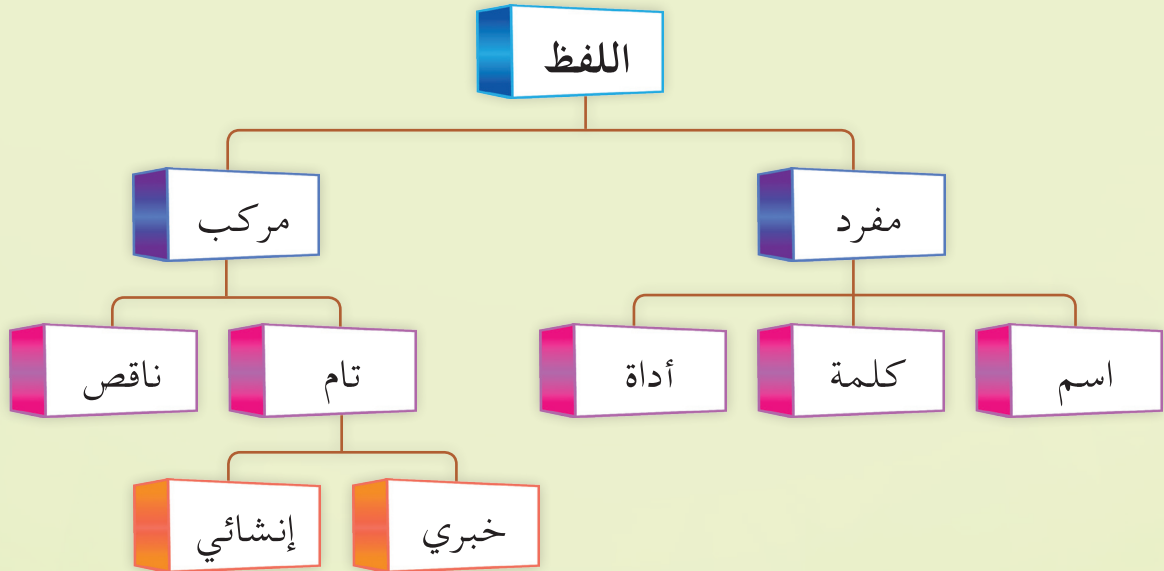 اللفظ
مفرد
مركب
اسم
كلمة
أداة
تام
ناقص
خبري
إنشائي